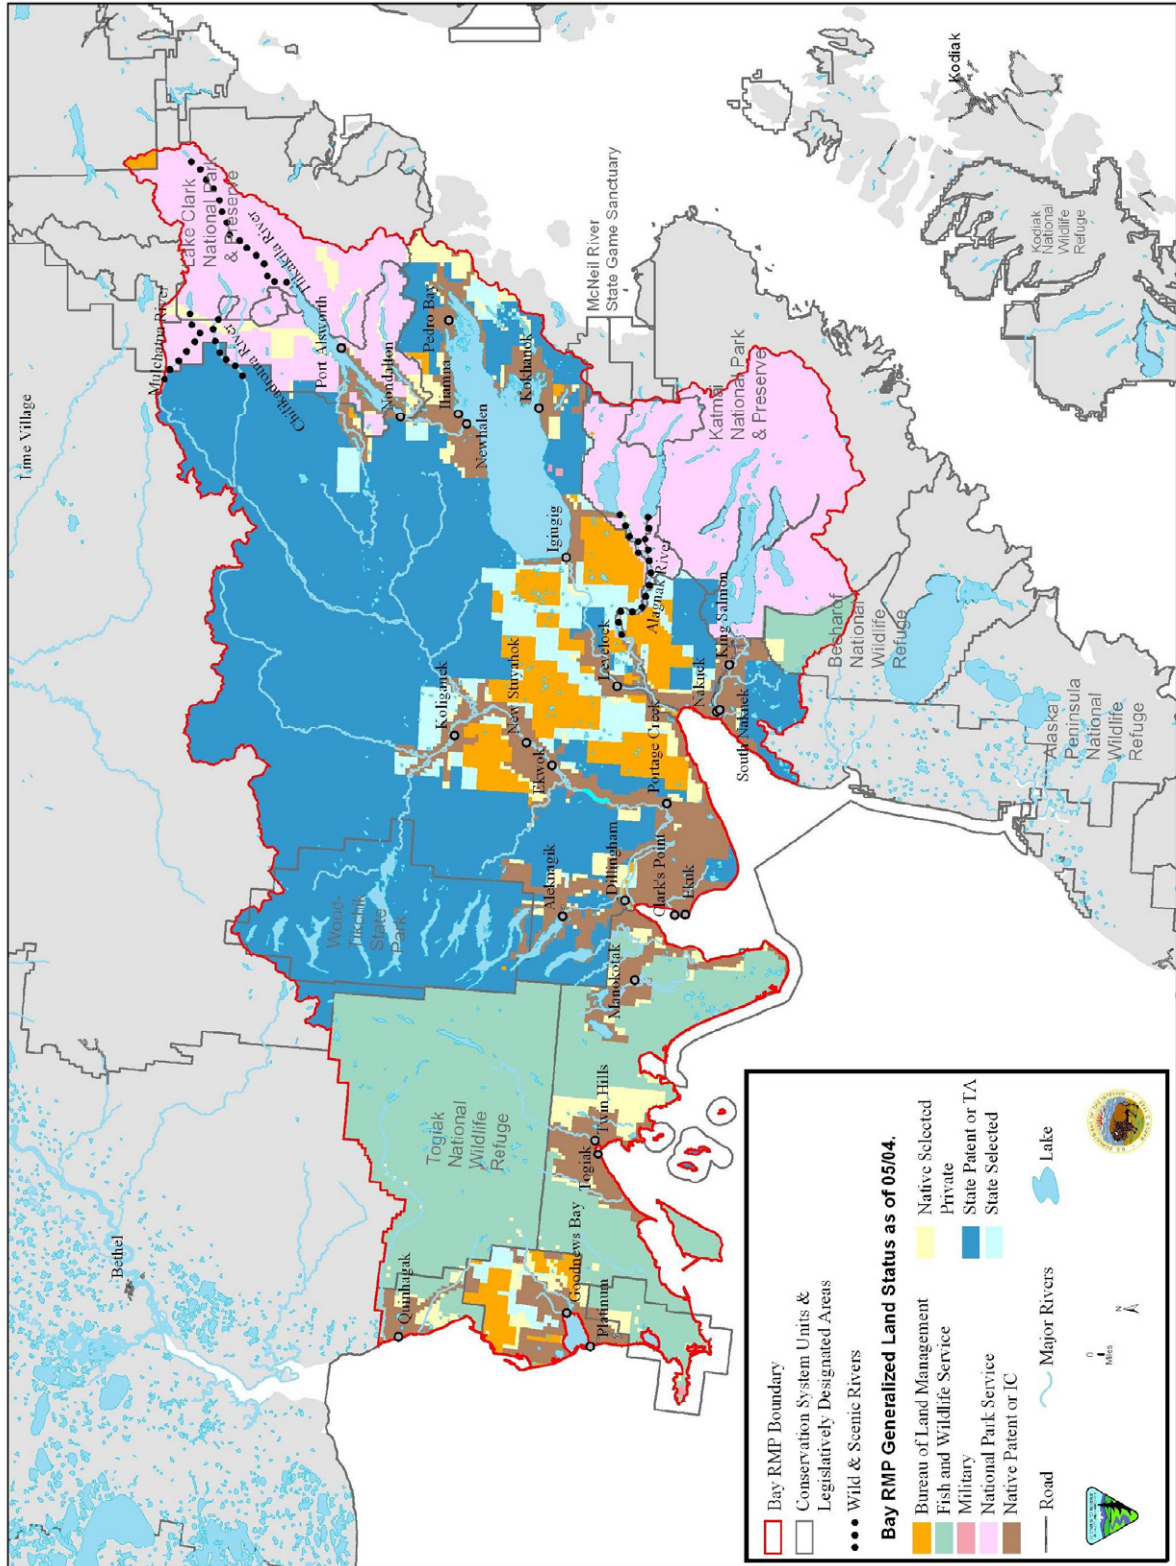 Lime Village
Bethel
Mulchatna River
Lake Clark
National Park
& Preserve
Chilikadrotna River
Tlikakila River
Port Alsworth
Nondalton
Pedro Bay
Iliamna
Newhalen
Kokhanok
McNeil River
State Game Sanctuary
Kodiak
Kodiak
National
Wildlife
Refuge
Katmai
National Park
& Preserve
Igiugig
Alagnak River
Levelock
King Salmon
Naknek
South Naknek
Becharof
National
Wildlife
Refuge
Alaska
Peninsula
National
Wildlife
Refuge
Koliganek
New Stuyahok
Ekwok
Portage Creek
Wood-
Tikchik
State
Park
Aleknagik
Dillingham
Clark's Point
Ekuk
Manokotak
Togiak
National
Wildlife
Refuge
Twin Hills
Togiak
Quinhagak
Goodnews Bay
Platinum
Bay RMP Boundary
Conservation System Units &
Legislatively Designated Areas
Wild & Scenic Rivers
Bay RMP Generalized Land Status as of 05/04.
Bureau of Land Management
Fish and Wildlife Service
Military
National Park Service
Native Patent or IC
Native Selected
Private
State Patent or TA
State Selected
Road
Major Rivers
Lake
0
Miles
N